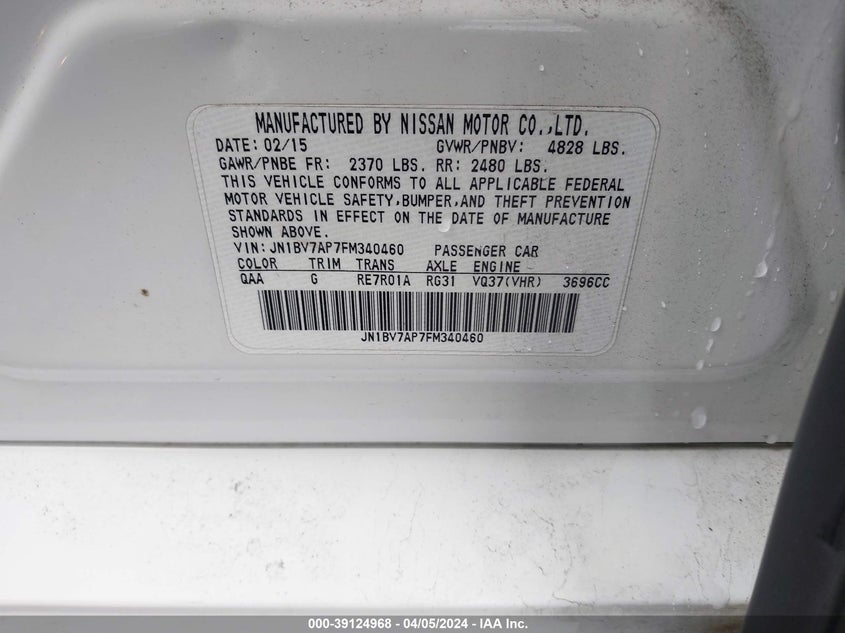 MANUFACTURED BY NISSAN MOTOR CO.,LTD.
DATE: 02/15 GVWR/PNBV: 4828 LBS.
GAWR/PNBE FR: 2370 LBS. RR: 2480 LBS.
THIS VEHICLE CONFORMS TO ALL APPLICABLE FEDERAL
MOTOR VEHICLE SAFETY,BUMPER,AND THEFT PREVENTION
STANDARDS IN EFFECT ON THE DATE OF MANUFACTURE
SHOWN ABOVE.
VIN:JN1BV7AP7FM340460 PASSENGER CAR
COLOR TRIM TRANS AXLE ENGINE
QAA G RE7R01A RG31 VQ37(VHR) 3696CC
JN1BV7AP7FM340460
000-39124968 - 04/05/2024 - IAA Inc.